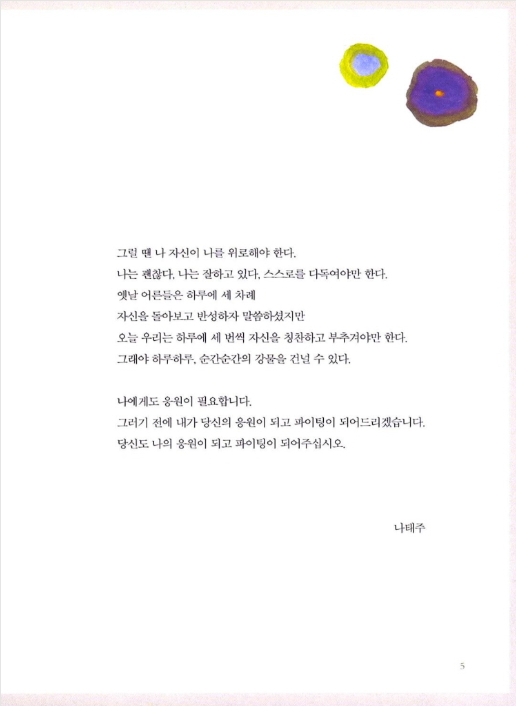 그럴 땐 나 자신이 나를 위로해야 한다.
나는 괜찮다, 나는 잘하고 있다, 스스로를 다독여야만 한다.
옛날 어른들은 하루에 세 차례
자신을 돌아보고 반성하자 말씀하셨지만
오늘 우리는 하루에 세 번씩 자신을 칭찬하고 부추겨야만 한다.
그래야 하루하루, 순간순간의 강물을 건널 수 있다.
나에게도 응원이 필요합니다.
그러기 전에 내가 당신의 응원이 되고 파이팅이 되어드리겠습니다.
당신도 나의 응원이 되고 파이팅이 되어주십시오.
나태주
5